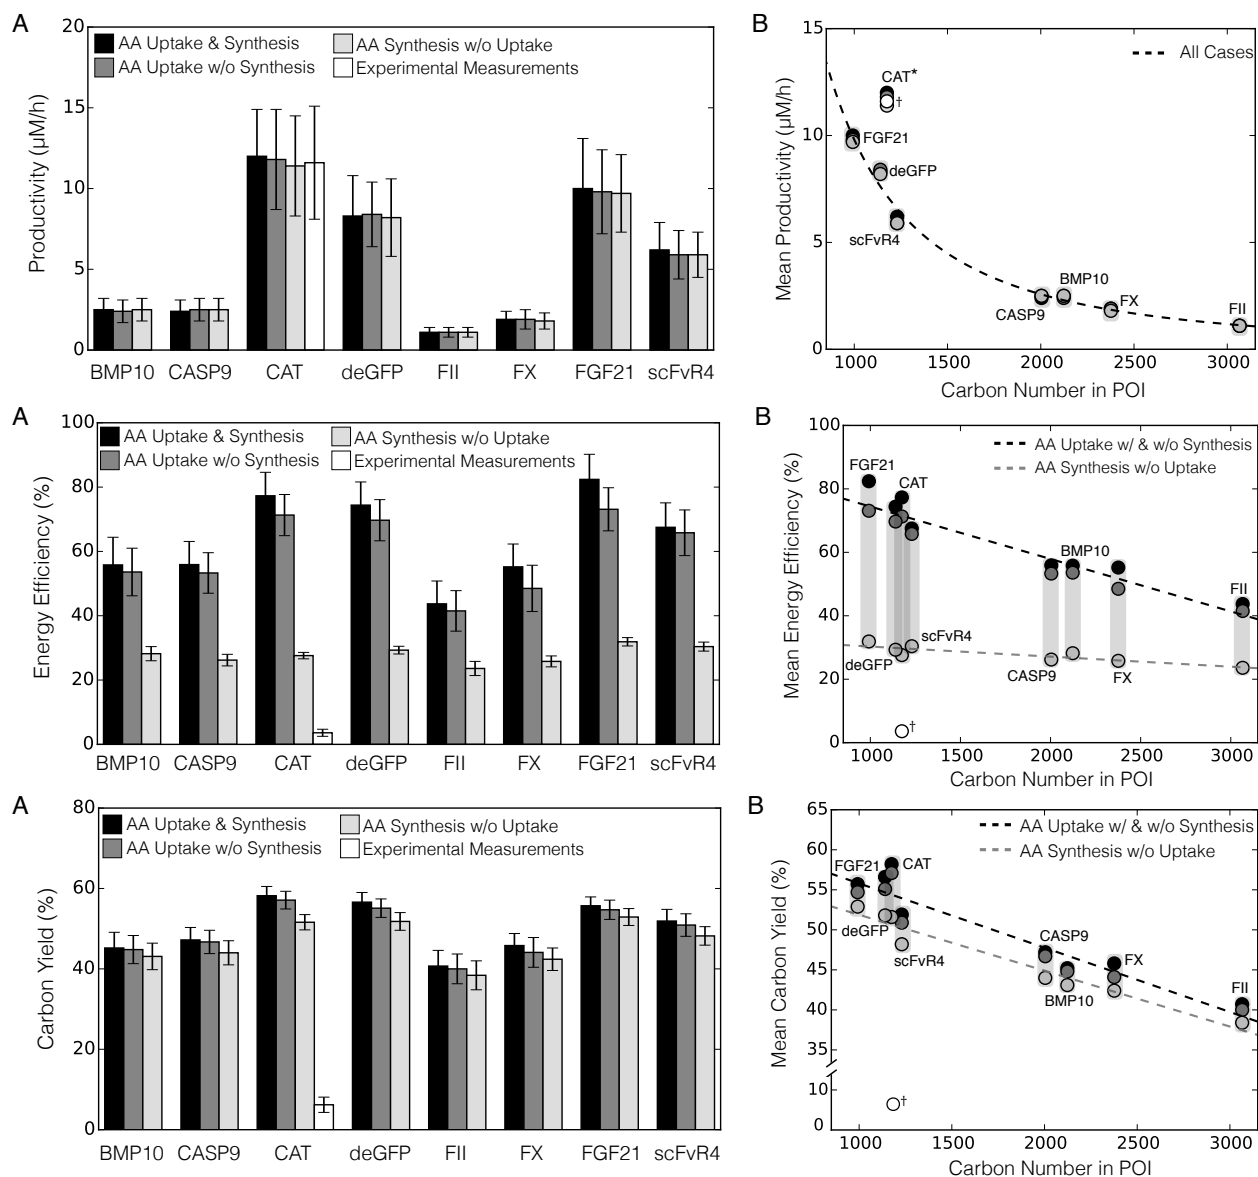 A
20
15
10
5
0
Productivity (μM/h)
AA Uptake & Synthesis
AA Uptake w/o Synthesis
AA Synthesis w/o Uptake
Experimental Measurements
BMP10 CASP9 CAT deGFP FII FX FGF21 scFvR4
B
15
10
5
0
Mean Productivity (μM/h)
All Cases
CAT*
†
FGF21
deGFP
scFvR4
BMP10
CASP9
FX
FII
1000 1500 2000 2500 3000
Carbon Number in POI
A
100
80
60
40
20
0
Energy Efficiency (%)
AA Uptake & Synthesis
AA Uptake w/o Synthesis
AA Synthesis w/o Uptake
Experimental Measurements
BMP10 CASP9 CAT deGFP FII FX FGF21 scFvR4
B
100
80
60
40
20
0
Mean Energy Efficiency (%)
AA Uptake w/ & w/o Synthesis
AA Synthesis w/o Uptake
FGF21
CAT
BMP10
FII
scFvR4
deGFP
CASP9
FX
†
1000 1500 2000 2500 3000
Carbon Number in POI
A
80
60
40
20
0
Carbon Yield (%)
AA Uptake & Synthesis
AA Uptake w/o Synthesis
AA Synthesis w/o Uptake
Experimental Measurements
BMP10 CASP9 CAT deGFP FII FX FGF21 scFvR4
B
65
60
55
50
45
40
35
10
0
Mean Carbon Yield (%)
AA Uptake w/ & w/o Synthesis
AA Synthesis w/o Uptake
FGF21
CAT
deGFP
CASP9
scFvR4
FX
BMP10
FII
†
1000 1500 2000 2500 3000
Carbon Number in POI